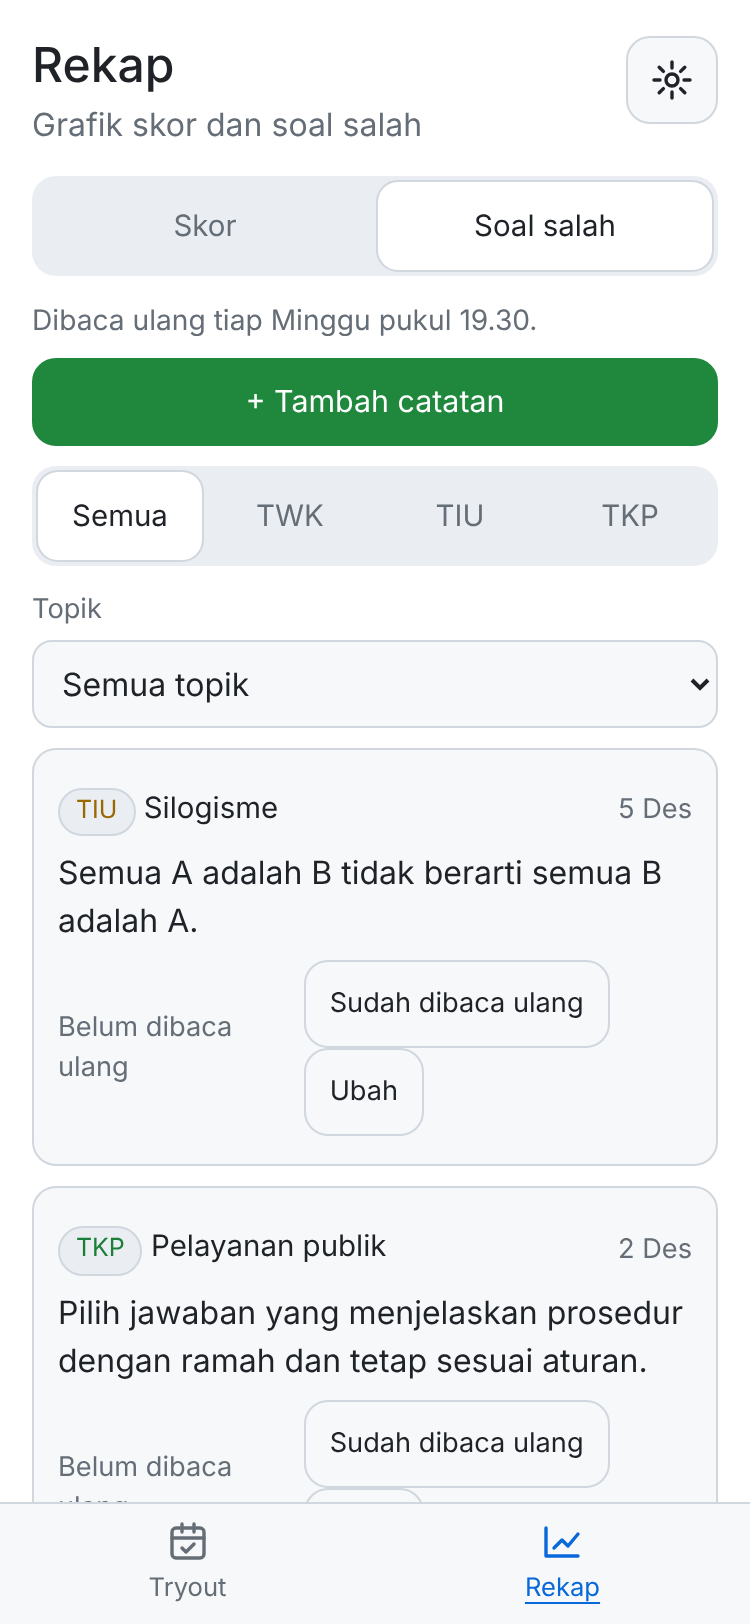 Rekap
Grafik skor dan soal salah
Skor
Soal salah
Dibaca ulang tiap Minggu pukul 19.30.
+ Tambah catatan
Semua
TWK
TIU
TKP
Topik
Semua topik
TIU Silogisme 5 Des
Semua A adalah B tidak berarti semua B
adalah A.
Belum dibaca
ulang
Sudah dibaca ulang
Ubah
TKP Pelayanan publik 2 Des
Pilih jawaban yang menjelaskan prosedur
dengan ramah dan tetap sesuai aturan.
Belum dibaca
Sudah dibaca ulang
Tryout
Rekap